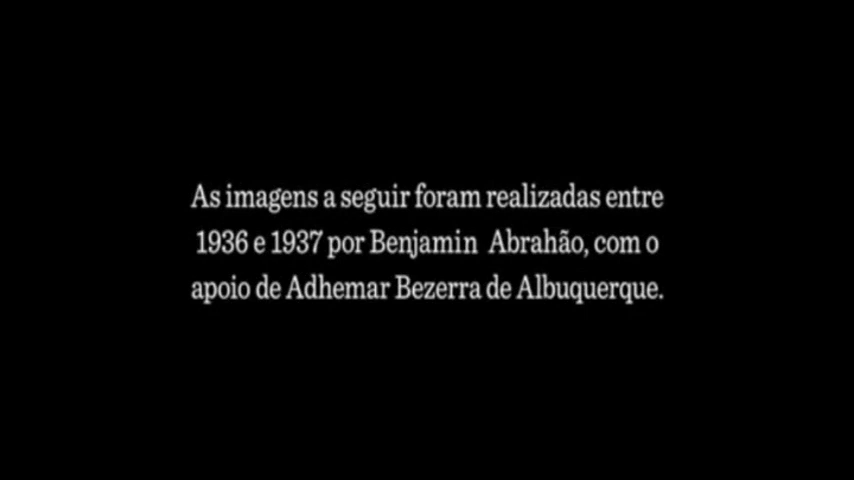 As imagens a seguir foram realizadas entre
1936 e 1937 por Benjamin Abrahão, com o
apoio de Adhemar Bezerra de Albuquerque.